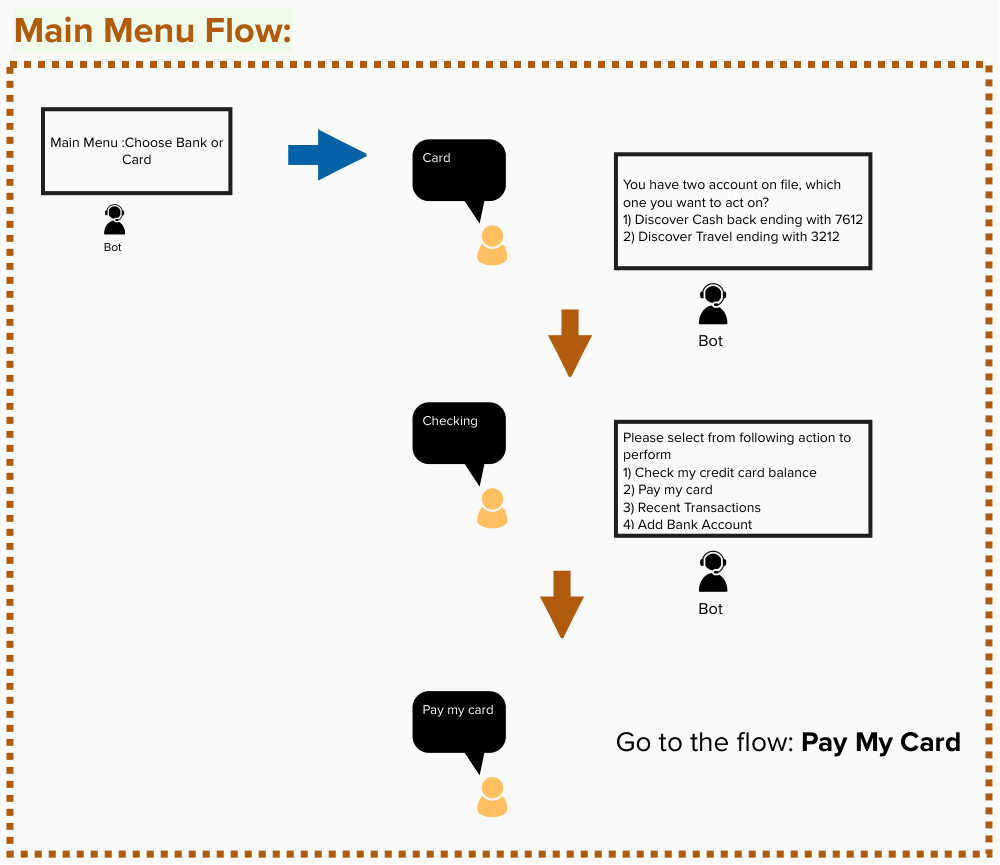 Main Menu Flow:
Main Menu :Choose Bank or
Card
Bot
Card
You have two account on file, which
one you want to act on?
1) Discover Cash back ending with 7612
2) Discover Travel ending with 3212
Bot
Checking
Please select from following action to
perform
1) Check my credit card balance
2) Pay my card
3) Recent Transactions
4) Add Bank Account
Bot
Pay my card
Go to the flow: Pay My Card